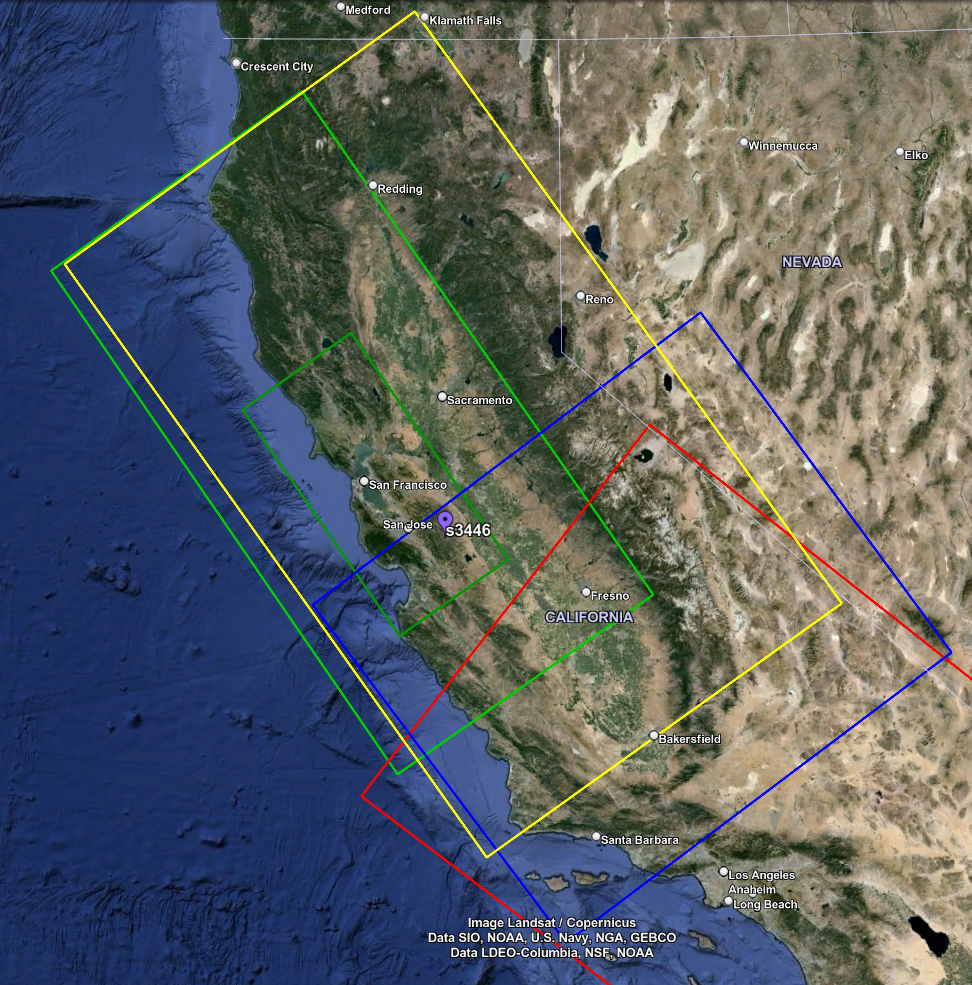 Medford
Klamath Falls
Crescent City
Winnemucca
Elko
Redding
NEVADA
Reno
Sacramento
San Francisco
San Jose
s3446
Fresno
CALIFORNIA
Bakersfield
Santa Barbara
Los Angeles
Anaheim
Long Beach
Image Landsat / Copernicus
Data SIO, NOAA, U.S. Navy, NGA, GEBCO
Data LDEO-Columbia, NSF, NOAA